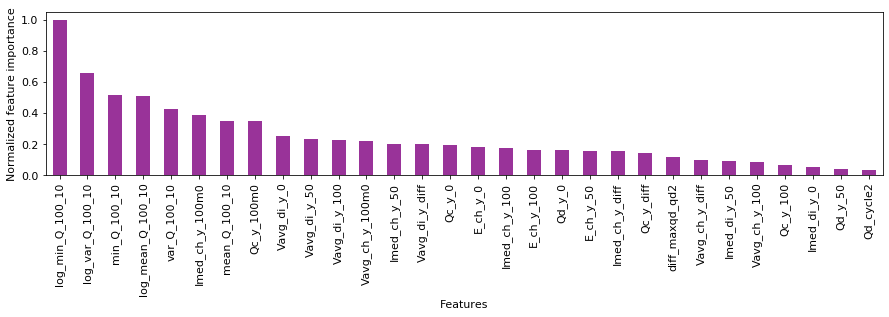 Normalized feature importance
1.0
0.8
0.6
0.4
0.2
0.0
log_min_Q_100_10
log_var_Q_100_10
min_Q_100_10
log_mean_Q_100_10
var_Q_100_10
Imed_ch_y_100m0
mean_Q_100_10
Qc_y_100m0
Vavg_di_y_0
Vavg_di_y_50
Vavg_di_y_100
Vavg_ch_y_100m0
Imed_ch_y_50
Vavg_di_y_diff
Qc_y_0
E_ch_y_0
Imed_ch_y_100
E_ch_y_100
Qd_y_0
E_ch_y_50
Imed_ch_y_diff
Qc_y_diff
diff_maxqd_qd2
Vavg_ch_y_diff
Imed_di_y_50
Vavg_ch_y_100
Qc_y_100
Imed_di_y_0
Qd_y_50
Qd_cycle2
Features